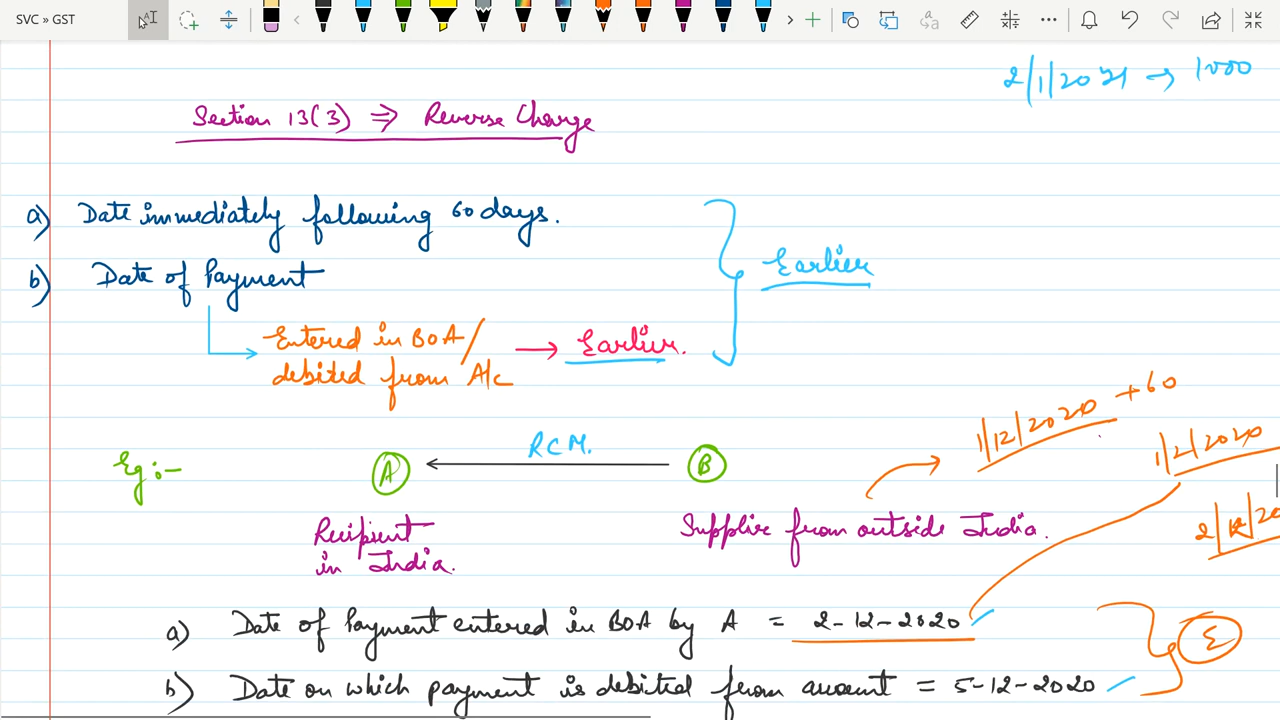 SVC » GST
2/1/2021 → 1000
Section 13(3) ⇒ Reverse Charge
a) Date immediately following 60 days.
b) Date of Payment
Earlier
Entered in BOA/
debited from A/c → Earlier.
1/12/2020 + 60
Eg:-
A
R.C.M.
B
1/2/2020
Recipient
in India.
Supplier from outside India.
a) Date of Payment entered in BOA by A = 2-12-2020
E
b) Date on which payment is debited from account = 5-12-2020